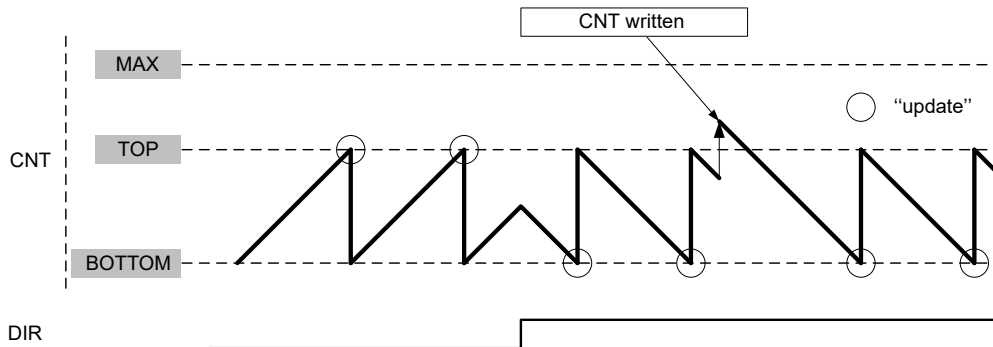 CNT written
MAX
"update"
CNT
TOP
BOTTOM
DIR